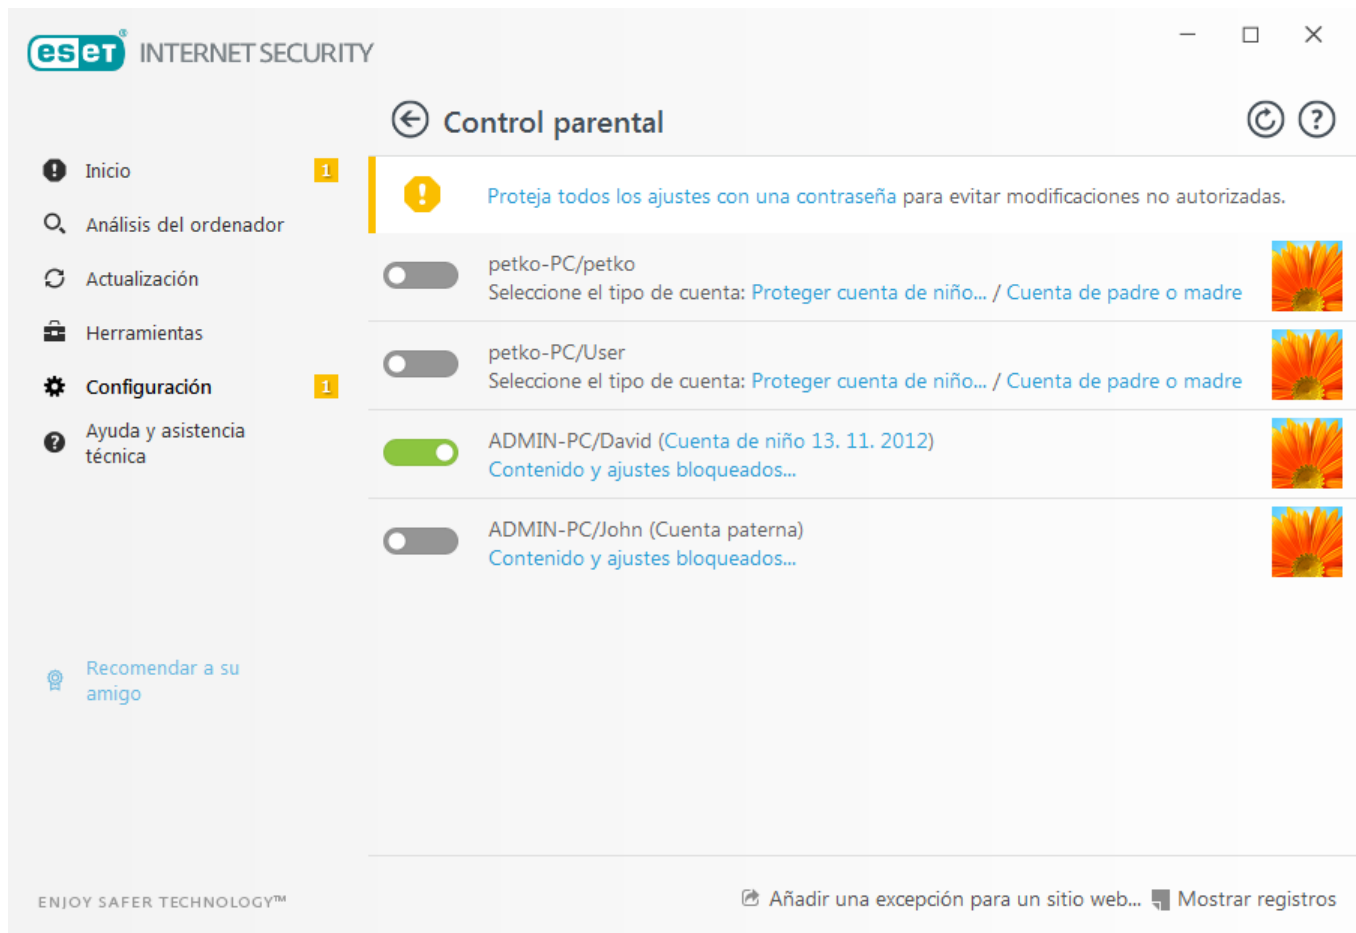 eset® INTERNET SECURITY
Control parental
Inicio 1
Análisis del ordenador
Actualización
Herramientas
Configuración 1
Ayuda y asistencia
técnica
Recomendar a su
amigo
Proteja todos los ajustes con una contraseña para evitar modificaciones no autorizadas.
petko-PC/petko
Seleccione el tipo de cuenta: Proteger cuenta de niño... / Cuenta de padre o madre
petko-PC/User
Seleccione el tipo de cuenta: Proteger cuenta de niño... / Cuenta de padre o madre
ADMIN-PC/David (Cuenta de niño 13. 11. 2012)
Contenido y ajustes bloqueados...
ADMIN-PC/John (Cuenta paterna)
Contenido y ajustes bloqueados...
ENJOY SAFER TECHNOLOGY™
Añadir una excepción para un sitio web... Mostrar registros